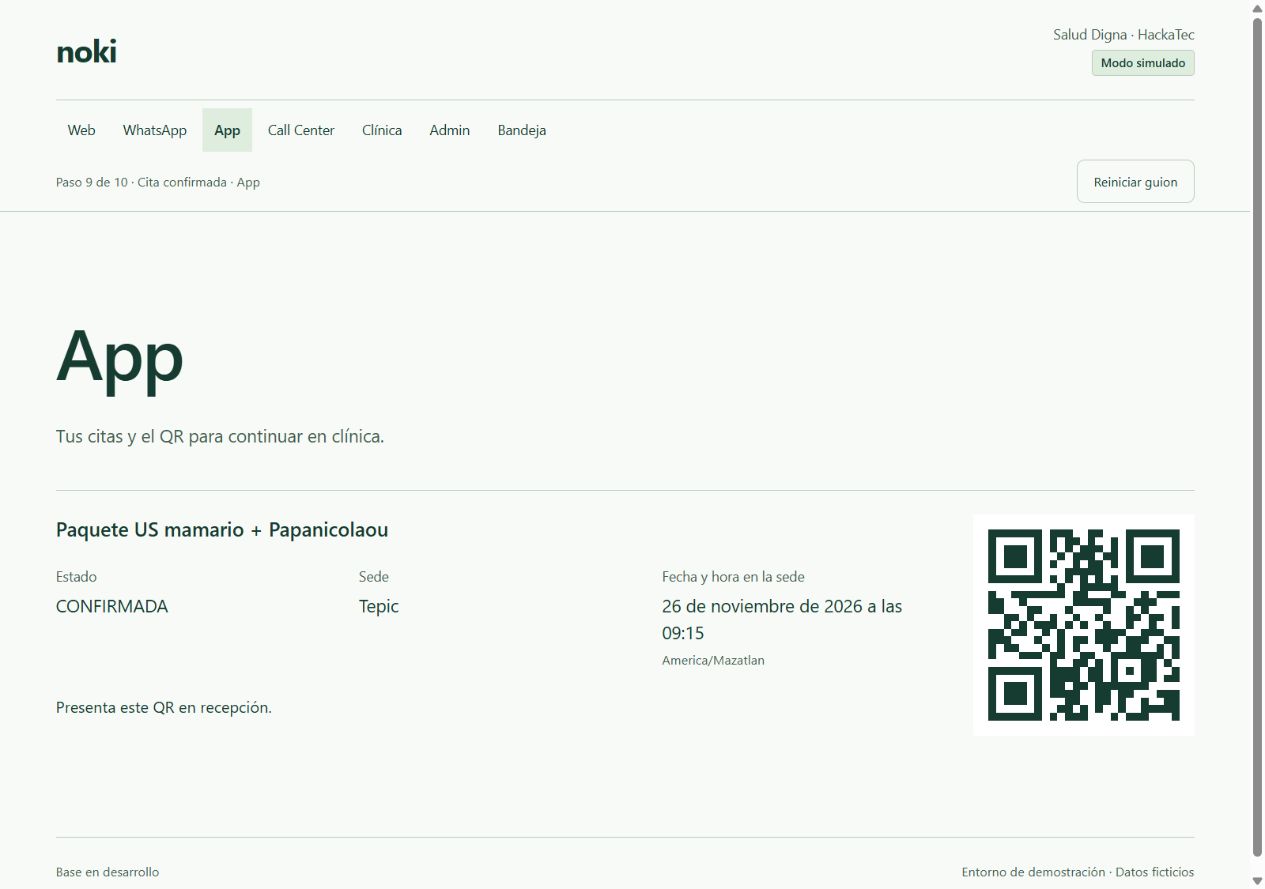 noki
Salud Digna · HackaTec
Modo simulado
Web
WhatsApp
App
Call Center
Clínica
Admin
Bandeja
Paso 9 de 10 · Cita confirmada · App
Reiniciar guion
App
Tus citas y el QR para continuar en clínica.
Paquete US mamario + Papanicolaou
Estado
CONFIRMADA
Sede
Tepic
Fecha y hora en la sede
26 de noviembre de 2026 a las
09:15
America/Mazatlan
Presenta este QR en recepción.
Base en desarrollo
Entorno de demostración · Datos ficticios